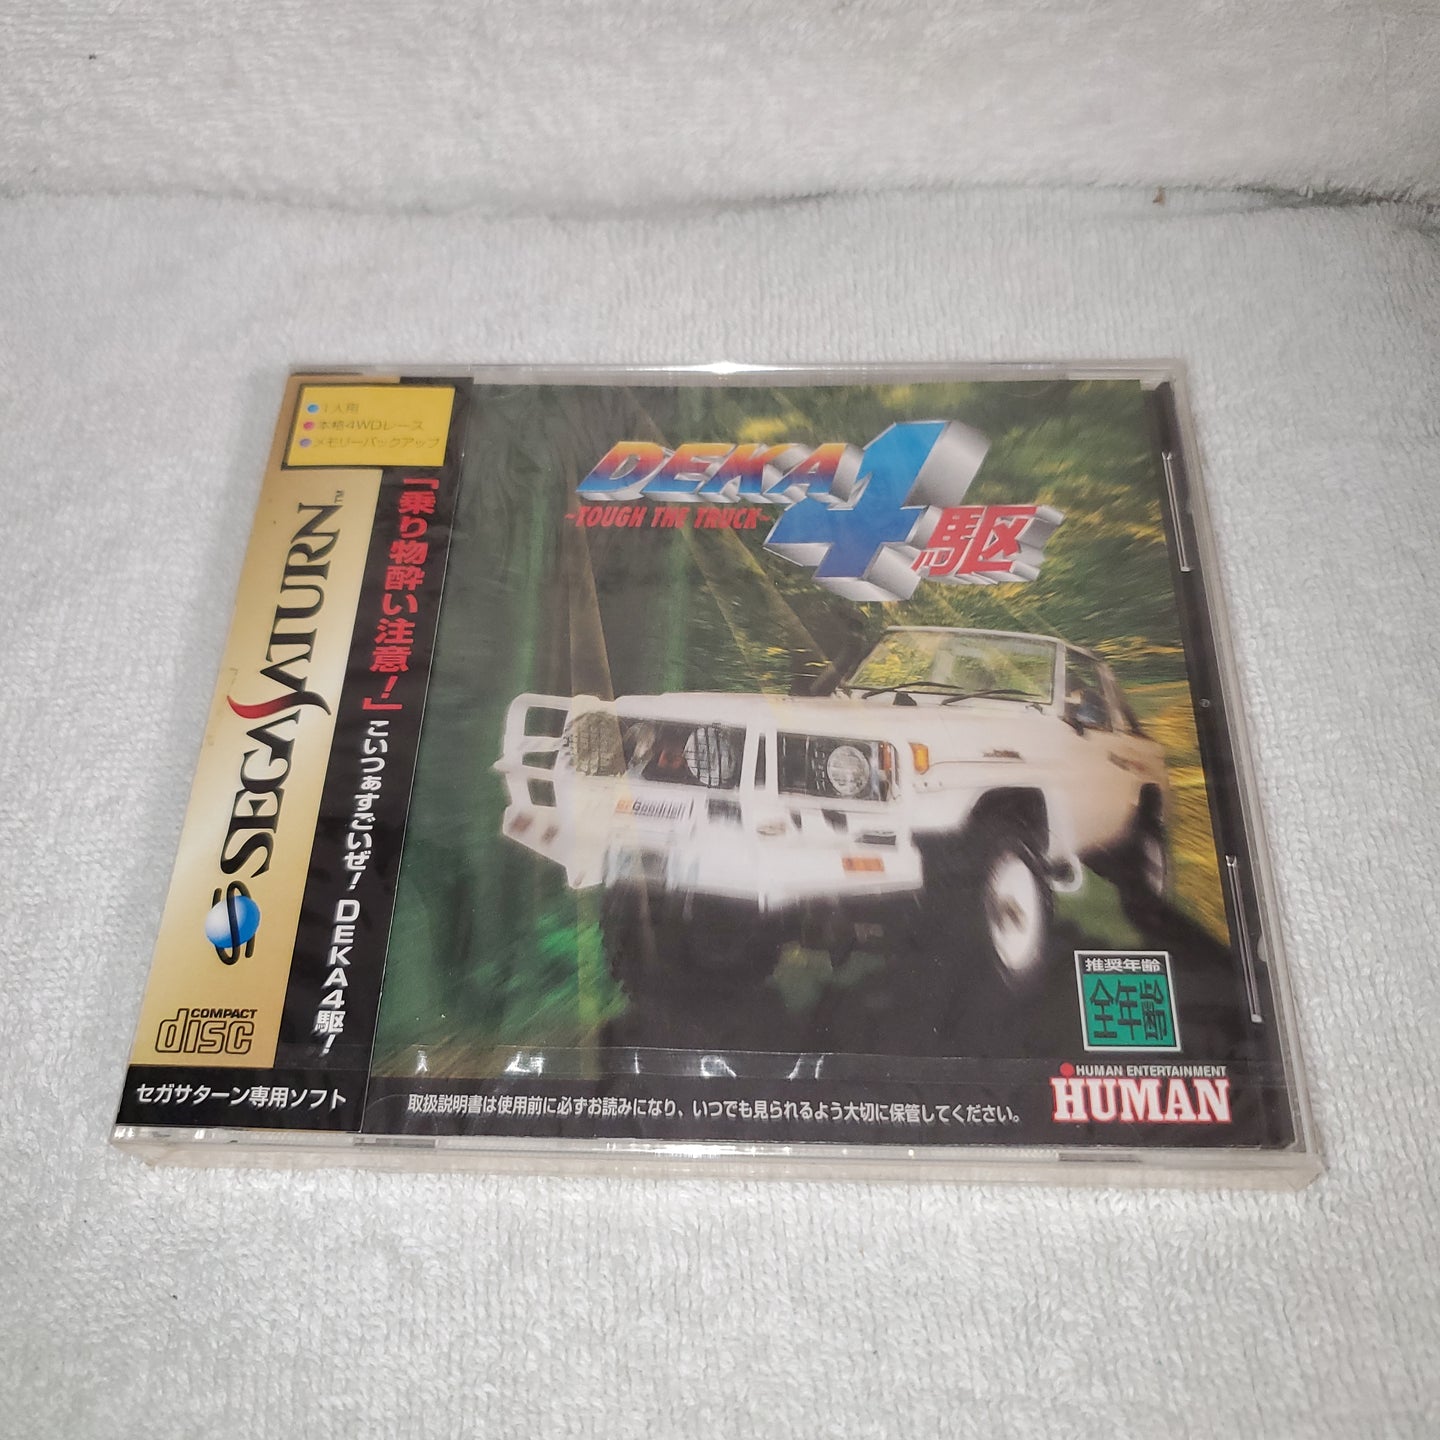 1人用
本格4WDレース
メモリーバックアップ
SEGA SATURN™
COMPACT
disc
セガサターン専用ソフト
「乗り物酔い注意!」こいつぁすごいぜ!DEKA4駆!
DEKA4駆
~TOUGH THE TRUCK~
推奨年齢
全年齢
HUMAN ENTERTAINMENT
HUMAN
取扱説明書は使用前に必ずお読みになり、いつでも見られるよう大切に保管してください。